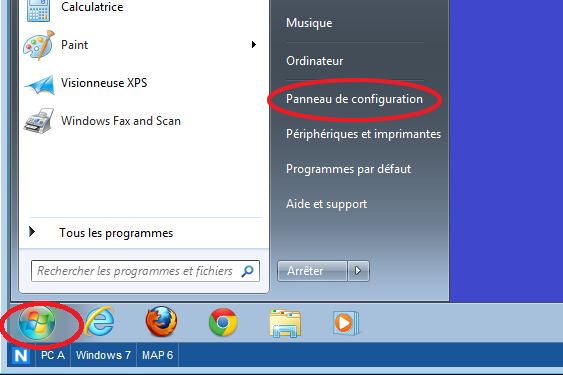 Calculatrice
Paint
Visionneuse XPS
Windows Fax and Scan
Tous les programmes
Rechercher les programmes et fichiers
Musique
Ordinateur
Panneau de configuration
Périphériques et imprimantes
Programmes par défaut
Aide et support
Arrêter
N PC A Windows 7 MAP 6